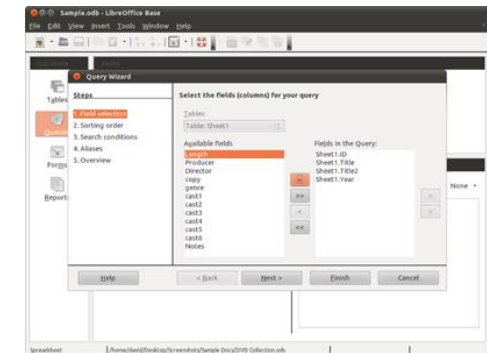 Sample.odb - LibreOffice Base
File Edit View Insert Tools Window Help
Database Tasks
Query Wizard
Steps
1. Field selection
2. Sorting order
3. Search conditions
4. Aliases
5. Overview
Select the fields (columns) for your query
Tables
Table: Sheet1
Available fields
Length
Producer
Director
copy
genre
cast1
cast2
cast3
cast4
cast5
cast6
Notes
>
>>
<
<<
Fields in the Query:
Sheet1.ID
Sheet1.Title
Sheet1.Title2
Sheet1.Year
Help
< Back
Next >
Finish
Cancel
Tables
Queries
Forms
Reports
None
Spreadsheet
/home/david/Desktop/Screenshots/Sample Docs/DVD Collection.ods